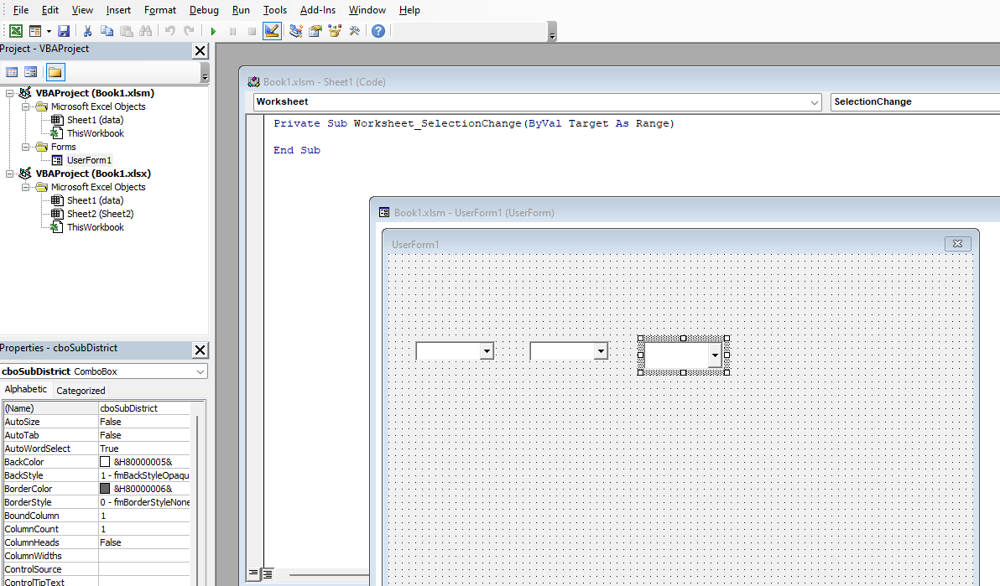 File Edit View Insert Format Debug Run Tools Add-Ins Window Help
Project - VBAProject
VBAProject (Book1.xlsm)
Microsoft Excel Objects
Sheet1 (data)
ThisWorkbook
Forms
UserForm1
VBAProject (Book1.xlsx)
Microsoft Excel Objects
Sheet1 (data)
Sheet2 (Sheet2)
ThisWorkbook
Properties - cboSubDistrict
cboSubDistrict ComboBox
Alphabetic Categorized
(Name) cboSubDistrict
AutoSize False
AutoTab False
AutoWordSelect True
BackColor &H80000005&
BackStyle 1 - fmBackStyleOpaqu
BorderColor &H80000006&
BorderStyle 0 - fmBorderStyleNone
BoundColumn 1
ColumnCount 1
ColumnHeads False
ColumnWidths
ControlSource
ControlTipText
Book1.xlsm - Sheet1 (Code)
Worksheet SelectionChange
Private Sub Worksheet_SelectionChange(ByVal Target As Range)
End Sub
Book1.xlsm - UserForm1 (UserForm)
UserForm1